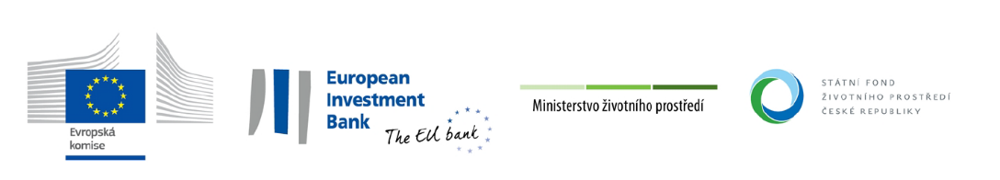 Evropská
komise
European
Investment
Bank
The EU bank
Ministerstvo životního prostředí
STÁTNÍ FOND
ŽIVOTNÍHO PROSTŘEDÍ
ČESKÉ REPUBLIKY